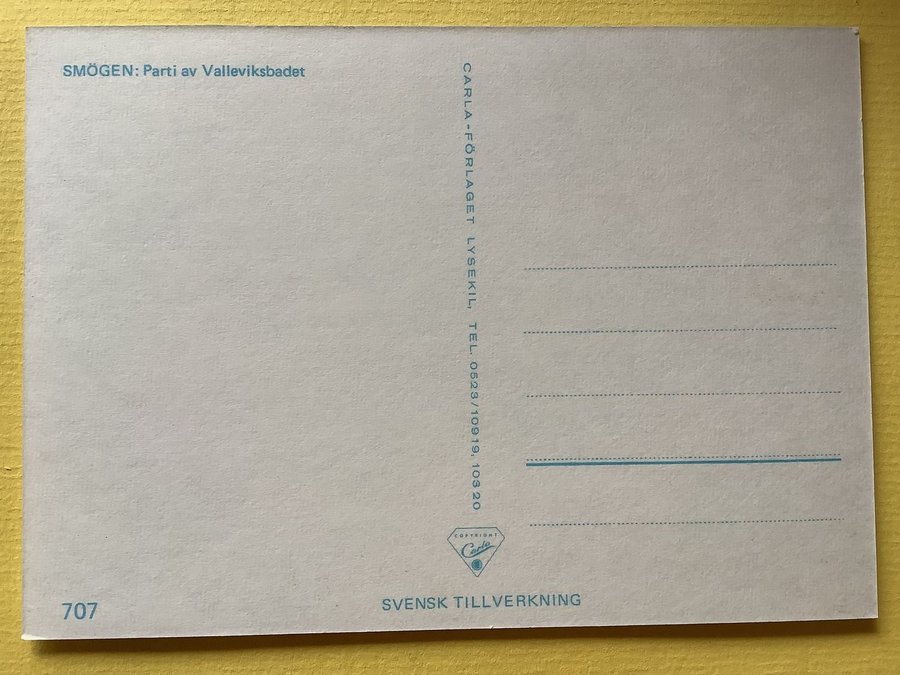 SMÖGEN: Parti av Valleviksbadet
CARLA-FÖRLAGET LYSEKIL, TEL. 0523/10919, 10320
COPYRIGHT
Carla
707
SVENSK TILLVERKNING